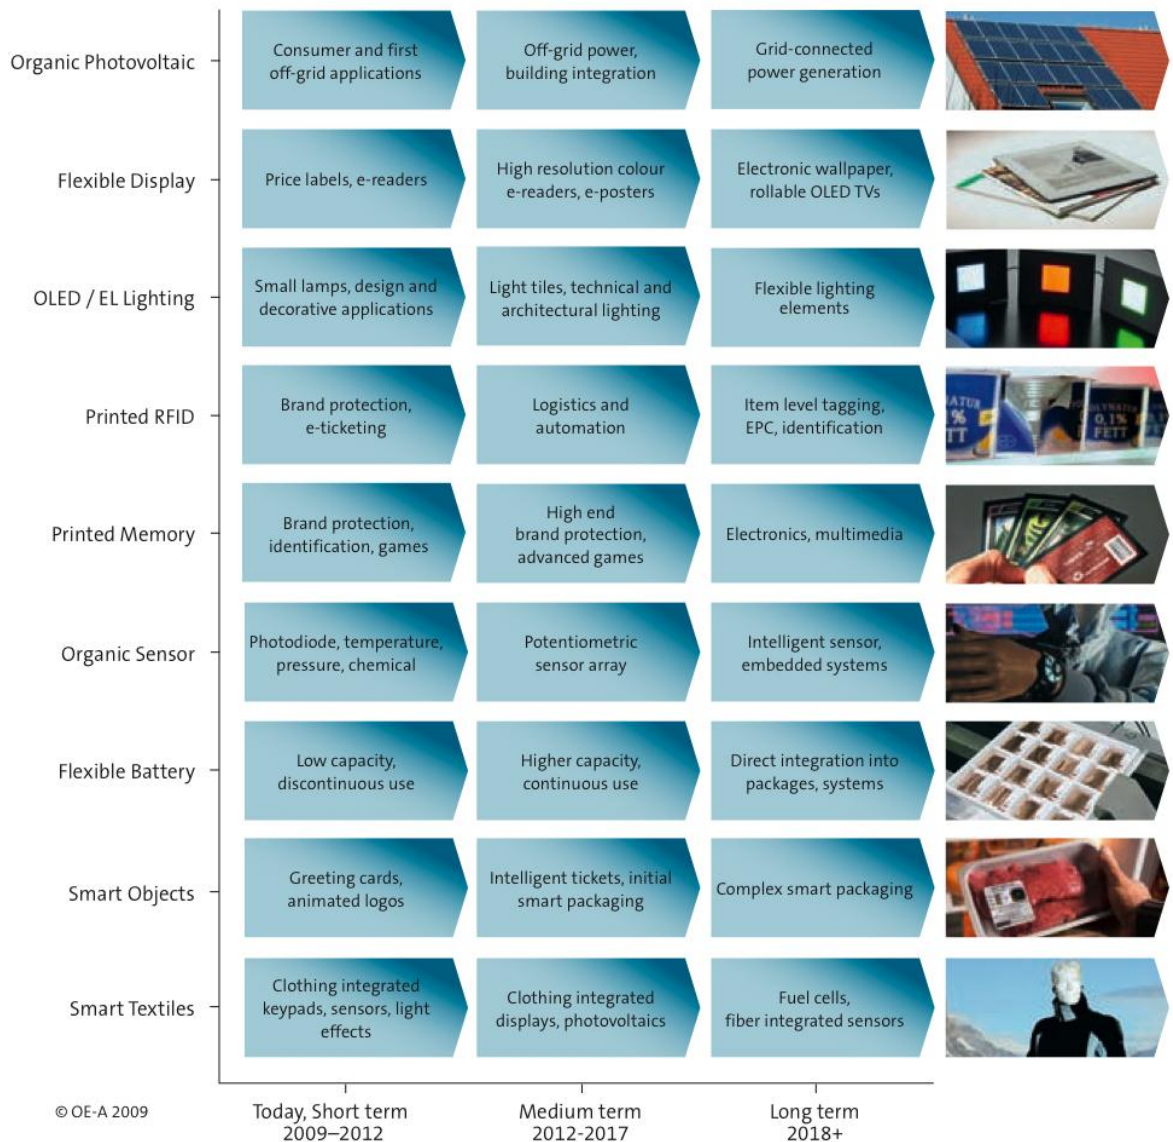 Organic Photovoltaic
Consumer and first
off-grid applications
Off-grid power,
building integration
Grid-connected
power generation
Flexible Display
Price labels, e-readers
High resolution colour
e-readers, e-posters
Electronic wallpaper,
rollable OLED TVs
OLED / EL Lighting
Small lamps, design and
decorative applications
Light tiles, technical and
architectural lighting
Flexible lighting
elements
Printed RFID
Brand protection,
e-ticketing
Logistics and
automation
Item level tagging,
EPC, identification
0,1%
FETT
Printed Memory
Brand protection,
identification, games
High end
brand protection,
advanced games
Electronics, multimedia
Organic Sensor
Photodiode, temperature,
pressure, chemical
Potentiometric
sensor array
Intelligent sensor,
embedded systems
Flexible Battery
Low capacity,
discontinuous use
Higher capacity,
continuous use
Direct integration into
packages, systems
Smart Objects
Greeting cards,
animated logos
Intelligent tickets, initial
smart packaging
Complex smart packaging
Smart Textiles
Clothing integrated
keypads, sensors, light
effects
Clothing integrated
displays, photovoltaics
Fuel cells,
fiber integrated sensors
© OE-A 2009
Today, Short term
2009–2012
Medium term
2012-2017
Long term
2018+